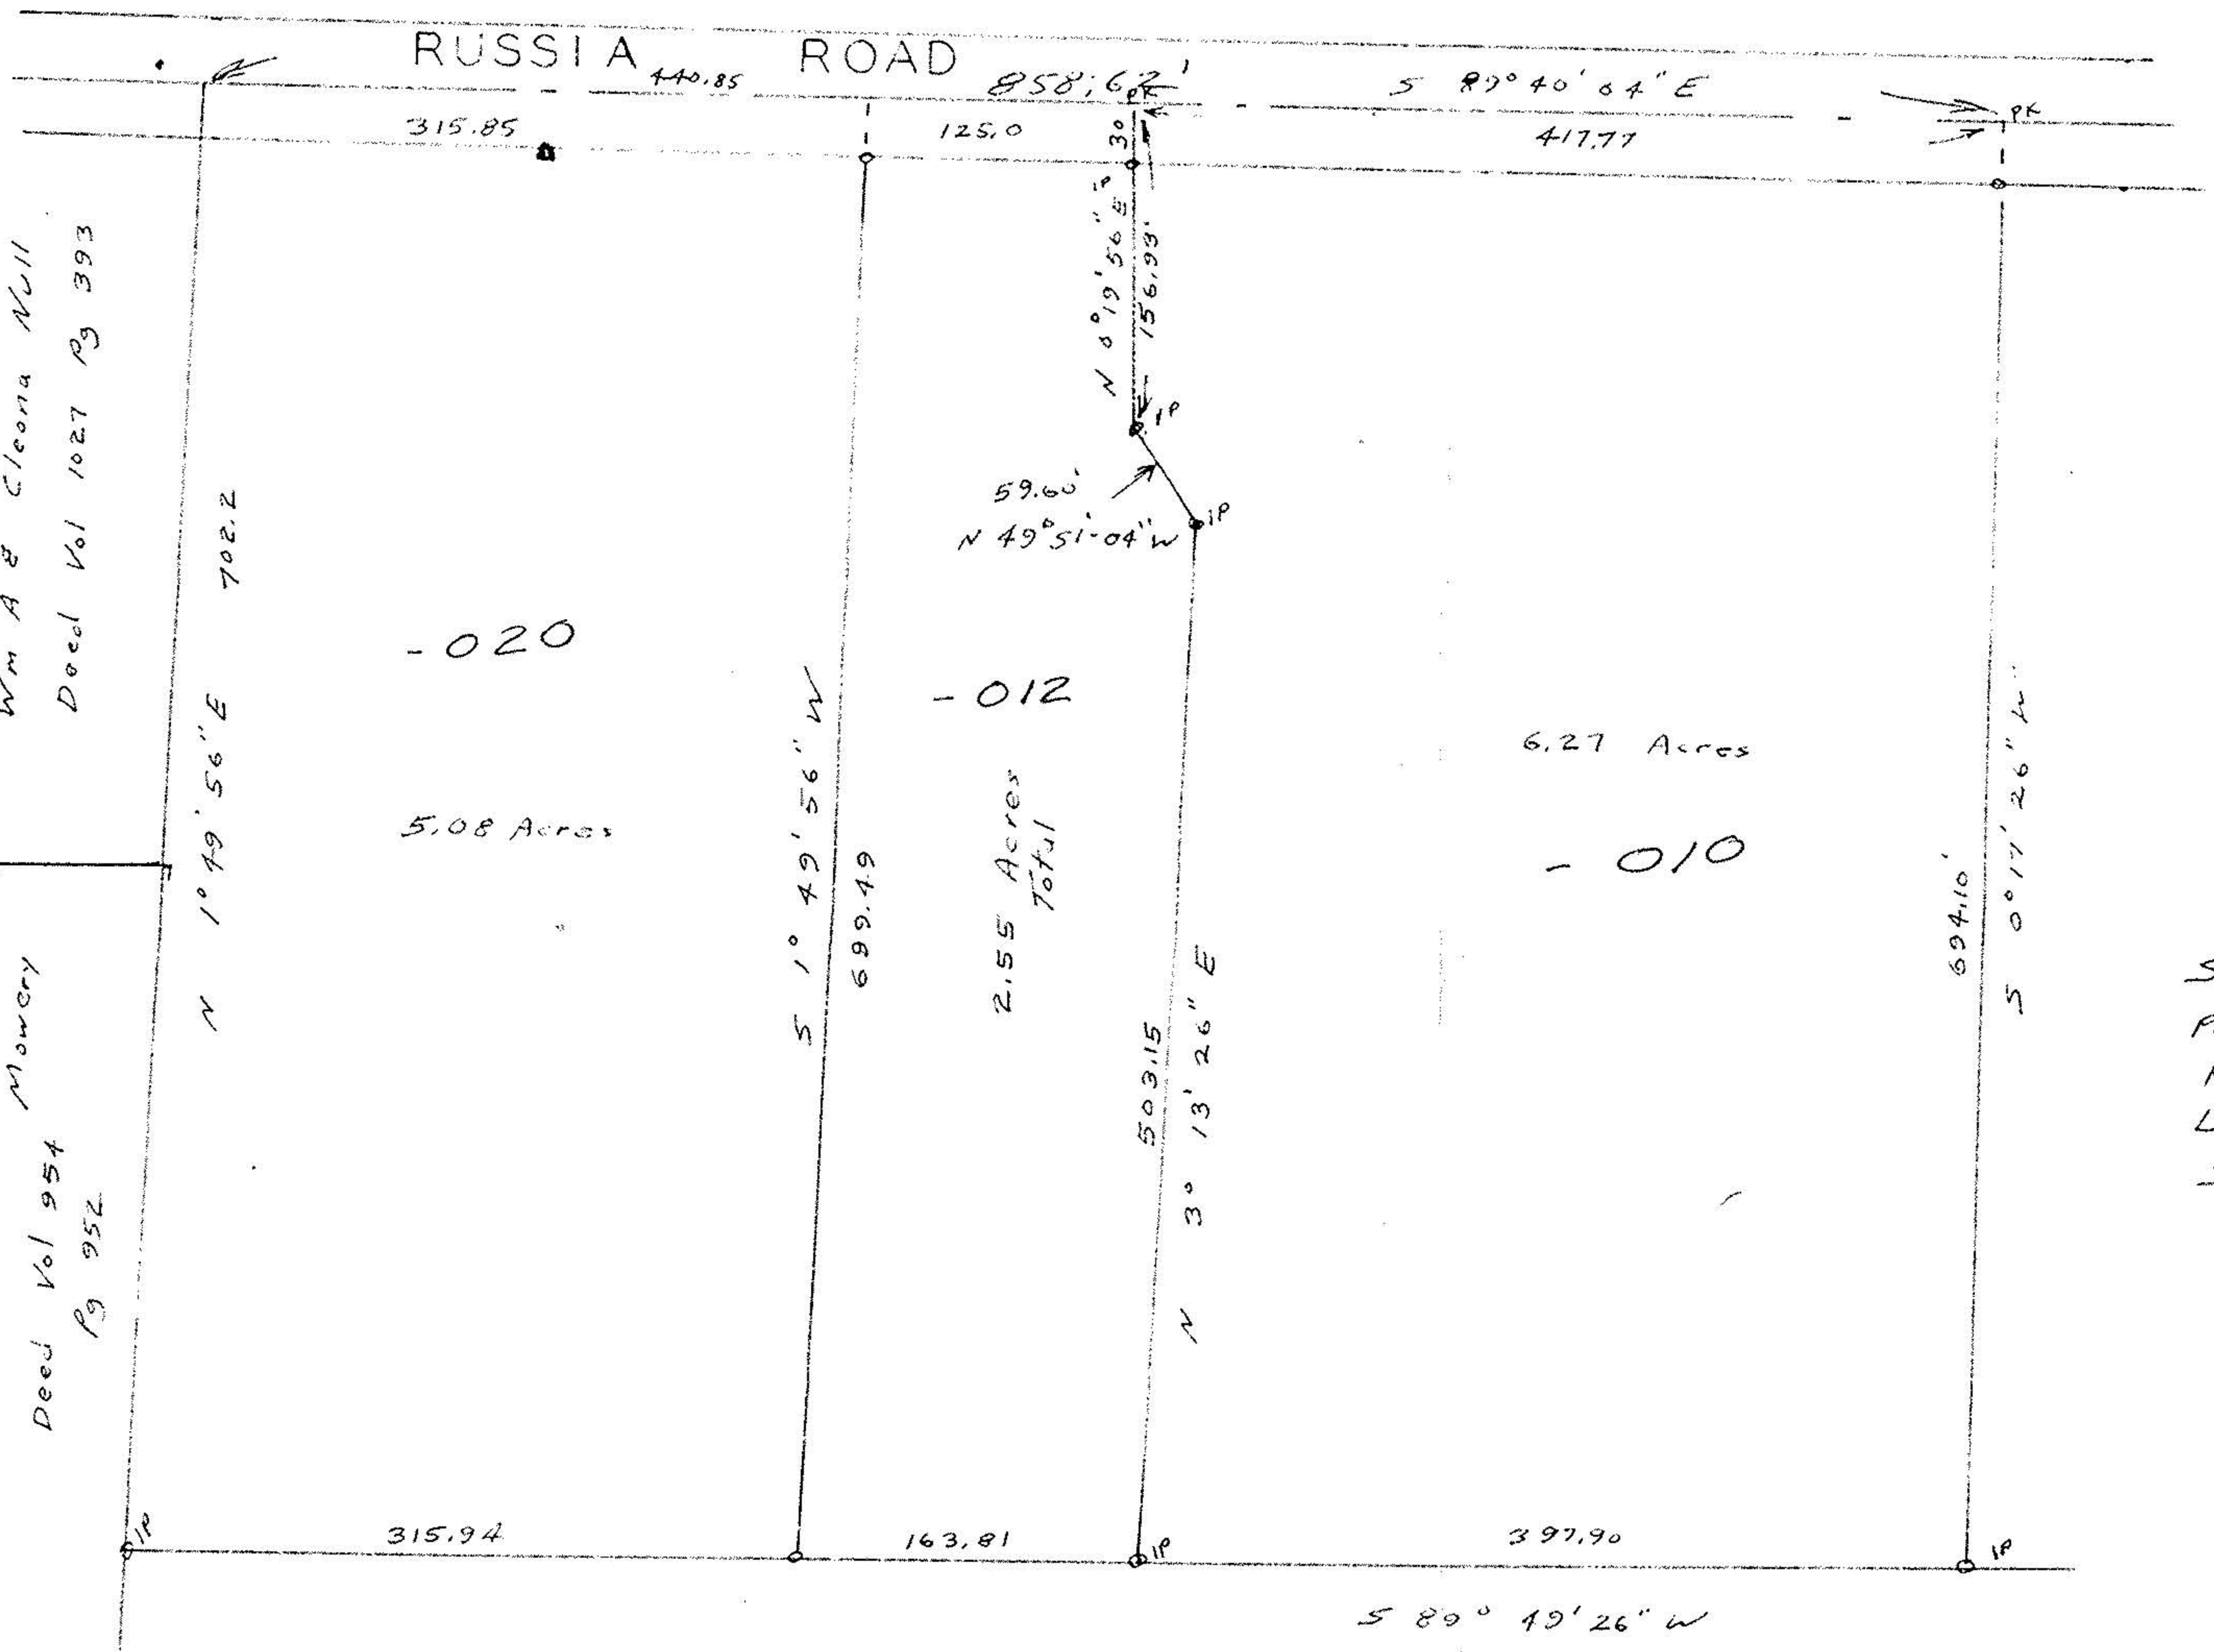 RUSSIA ROAD
440.85
858.62'
S 89° 40' 04" E
PK
PK
315.85
125.0
30
417.77
N 0° 19' 56" E
156.93'
IP
59.60'
N 49° 51'-04" W
IP
Wm A & Cleona Null
Deed Vol 1027 Pg 393
N 1° 49' 56" E 702.2
-020
5.08 Acres
S 1° 49' 56" W
699.49
-012
2.55 Acres
Total
503.15
N 3° 13' 26" E
6.27 Acres
-010
694.10'
S 0° 17' 26" W
Mowery
Deed Vol 954
Pg 952
IP
315.94
163.81
IP
397.90
IP
S 89° 49' 26" W